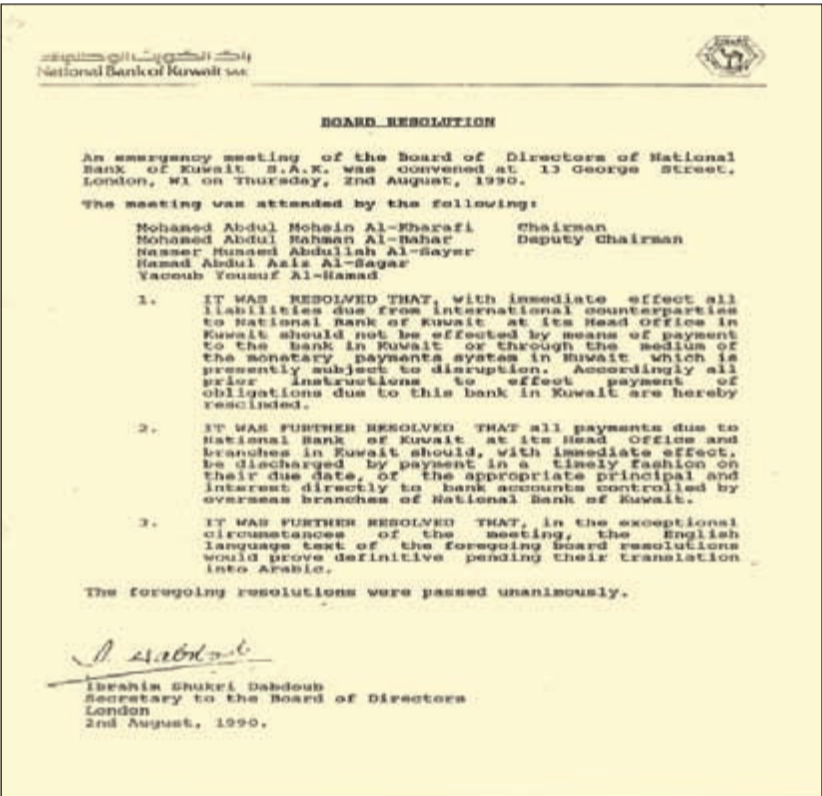 بنك الكويت الوطني
National Bank of Kuwait SAK
BOARD RESOLUTION
An emergency meeting of the Board of Directors of National
Bank of Kuwait S.A.K. was convened at 13 George Street,
London, W1 on Thursday, 2nd August, 1990.
The meeting was attended by the following:
Mohamed Abdul Mohsin Al-Kharafi Chairman
Mohamed Abdul Rahman Al-Bahar Deputy Chairman
Nasser Musaed Abdullah Al-Sayer
Hamad Abdul Aziz Al-Sagar
Yacoub Yousuf Al-Hamad
1. IT WAS RESOLVED THAT, with immediate effect all
liabilities due from international counterparties
to National Bank of Kuwait at its Head Office in
Kuwait should not be effected by means of payment
to the bank in Kuwait or through the medium of
the monetary payments system in Kuwait which is
presently subject to disruption. Accordingly all
prior instructions to effect payment of
obligations due to this bank in Kuwait are hereby
rescinded.
2. IT WAS FURTHER RESOLVED THAT all payments due to
National Bank of Kuwait at its Head Office and
branches in Kuwait should, with immediate effect,
be discharged by payment in a timely fashion on
their due date, of the appropriate principal and
interest directly to bank accounts controlled by
overseas branches of National Bank of Kuwait.
3. IT WAS FURTHER RESOLVED THAT, in the exceptional
circumstances of the meeting, the English
language text of the foregoing board resolutions
would prove definitive pending their translation
into Arabic.
The foregoing resolutions were passed unanimously.
Ibrahim Shukri Dabdoub
Secretary to the Board of Directors
London
2nd August, 1990.